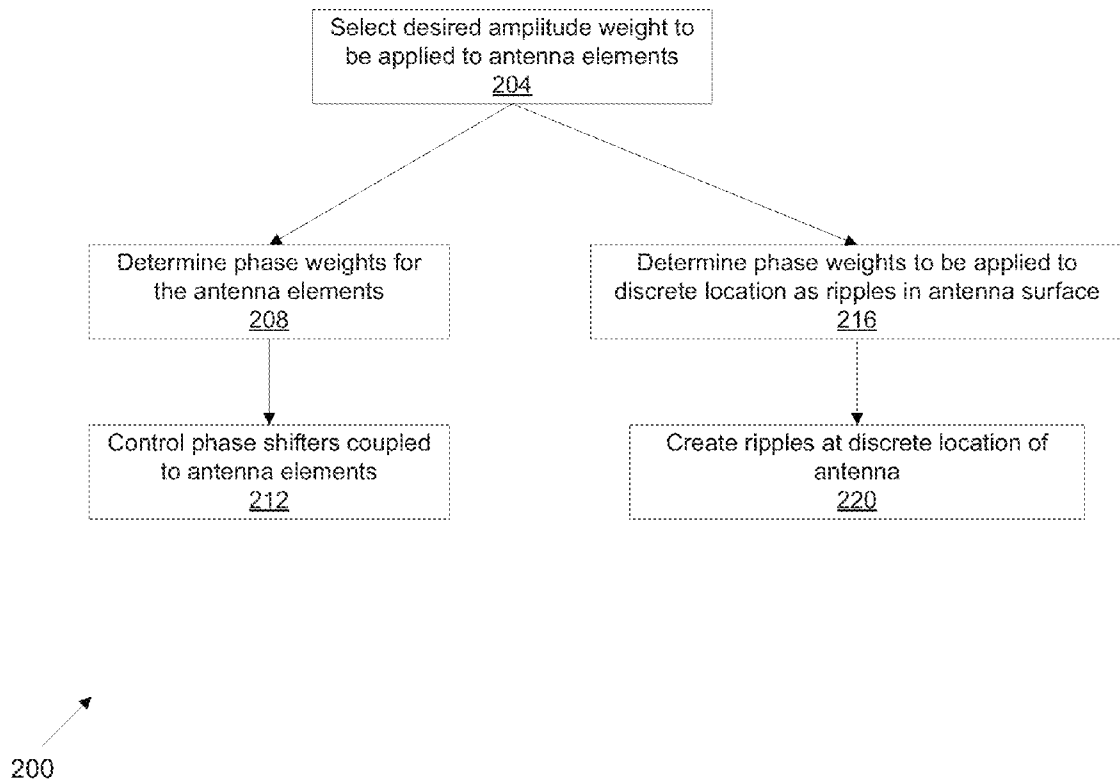 Select desired amplitude weight to
be applied to antenna elements
204
Determine phase weights for
the antenna elements
208
Determine phase weights to be applied to
discrete location as ripples in antenna surface
216
Control phase shifters coupled
to antenna elements
212
Create ripples at discrete location of
antenna
220
200